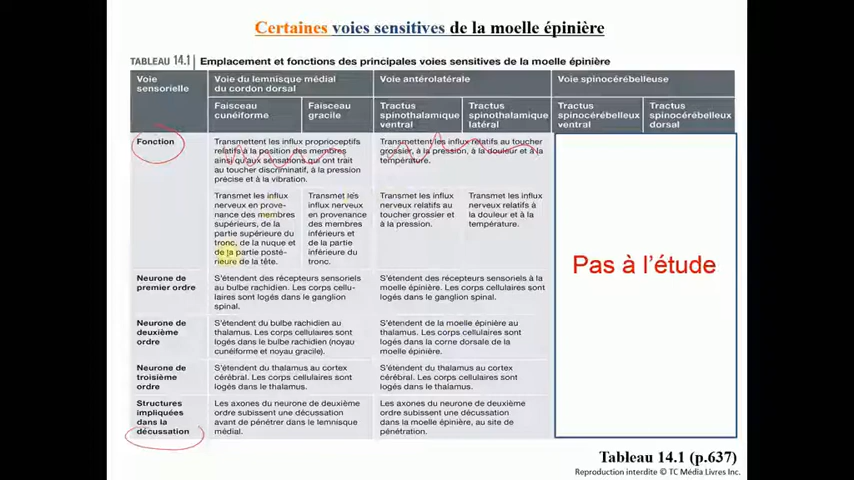 Certaines voies sensitives de la moelle épinière
TABLEAU 14.1 | Emplacement et fonctions des principales voies sensitives de la moelle épinière
Voie
sensorielle
Voie du lemnisque médial
du cordon dorsal
Voie antérolatérale
Voie spinocérébelleuse
Faisceau
cunéiforme
Faisceau
gracile
Tractus
spinothalamique
ventral
Tractus
spinothalamique
latéral
Tractus
spinocérébelleux
ventral
Tractus
spinocérébelleux
dorsal
Fonction
Transmettent les influx proprioceptifs
relatifs à la position des membres
ainsi qu'aux sensations qui ont trait
au toucher discriminatif, à la pression
précise et à la vibration.
Transmettent les influx relatifs au toucher
grossier, à la pression, à la douleur et à la
température.
Transmet les influx
nerveux en prove-
nance des membres
supérieurs, de la
partie supérieure du
tronc, de la nuque et
de la partie posté-
rieure de la tête.
Transmet les
influx nerveux
en provenance
des membres
inférieurs et
de la partie
inférieure du
tronc.
Transmet les influx
nerveux relatifs au
toucher grossier et à
la pression.
Transmet les influx
nerveux relatifs à
la douleur et à la
température.
Pas à l'étude
Neurone de
premier ordre
S'étendent des récepteurs sensoriels
au bulbe rachidien. Les corps cellu-
laires sont logés dans le ganglion
spinal.
S'étendent des récepteurs sensoriels à la
moelle épinière. Les corps cellulaires sont
logés dans le ganglion spinal.
Neurone de
deuxième
ordre
S'étendent du bulbe rachidien au
thalamus. Les corps cellulaires sont
logés dans le bulbe rachidien (noyau
cunéiforme et noyau gracile).
S'étendent de la moelle épinière au
thalamus. Les corps cellulaires sont
logés dans la corne dorsale de la
moelle épinière.
Neurone de
troisième
ordre
S'étendent du thalamus au cortex
cérébral. Les corps cellulaires sont
logés dans le thalamus.
S'étendent du thalamus au cortex
cérébral. Les corps cellulaires sont
logés dans le thalamus.
Structures
impliquées
dans la
décussation
Les axones du neurone de deuxième
ordre subissent une décussation
avant de pénétrer dans le lemnisque
médial.
Les axones du neurone de deuxième
ordre subissent une décussation
dans la moelle épinière, au site de
pénétration.
Tableau 14.1 (p.637)
Reproduction interdite © TC Média Livres Inc.